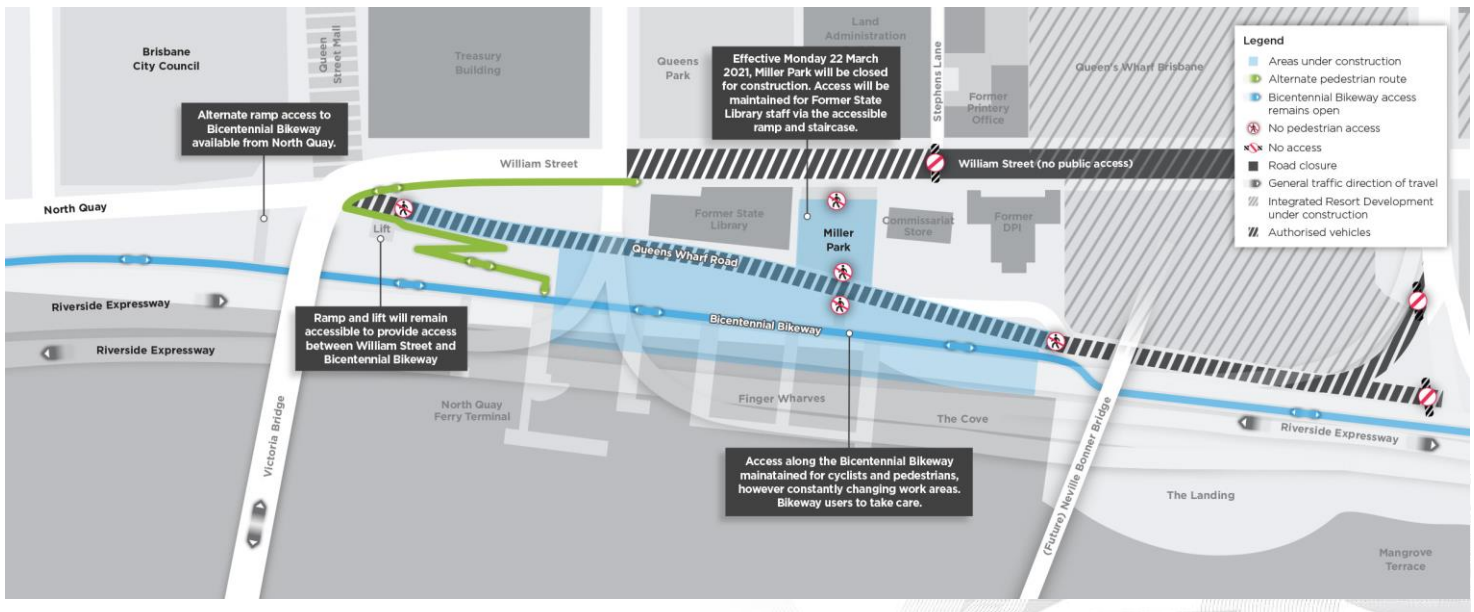 Brisbane
City Council
Queen
Street Mall
Treasury
Building
Queens
Park
Land
Administration
Stephens Lane
Former
Printery
Office
Queen's Wharf Brisbane
Alternate ramp access to
Bicentennial Bikeway
available from North Quay.
Effective Monday 22 March
2021, Miller Park will be closed
for construction. Access will be
maintained for Former State
Library staff via the accessible
ramp and staircase.
Legend
Areas under construction
Alternate pedestrian route
Bicentennial Bikeway access
remains open
No pedestrian access
No access
Road closure
General traffic direction of travel
Integrated Resort Development
under construction
Authorised vehicles
William Street
William Street (no public access)
North Quay
Lift
Former State
Library
Miller
Park
Commissariat
Store
Former
DPI
Queens Wharf Road
Riverside Expressway
Riverside Expressway
Ramp and lift will remain
accessible to provide access
between William Street and
Bicentennial Bikeway
Bicentennial Bikeway
Victoria Bridge
North Quay
Ferry Terminal
Finger Wharves
The Cove
Riverside Expressway
Access along the Bicentennial Bikeway
mainatained for cyclists and pedestrians,
however constantly changing work areas.
Bikeway users to take care.
(Future) Neville Bonner Bridge
The Landing
Mangrove
Terrace